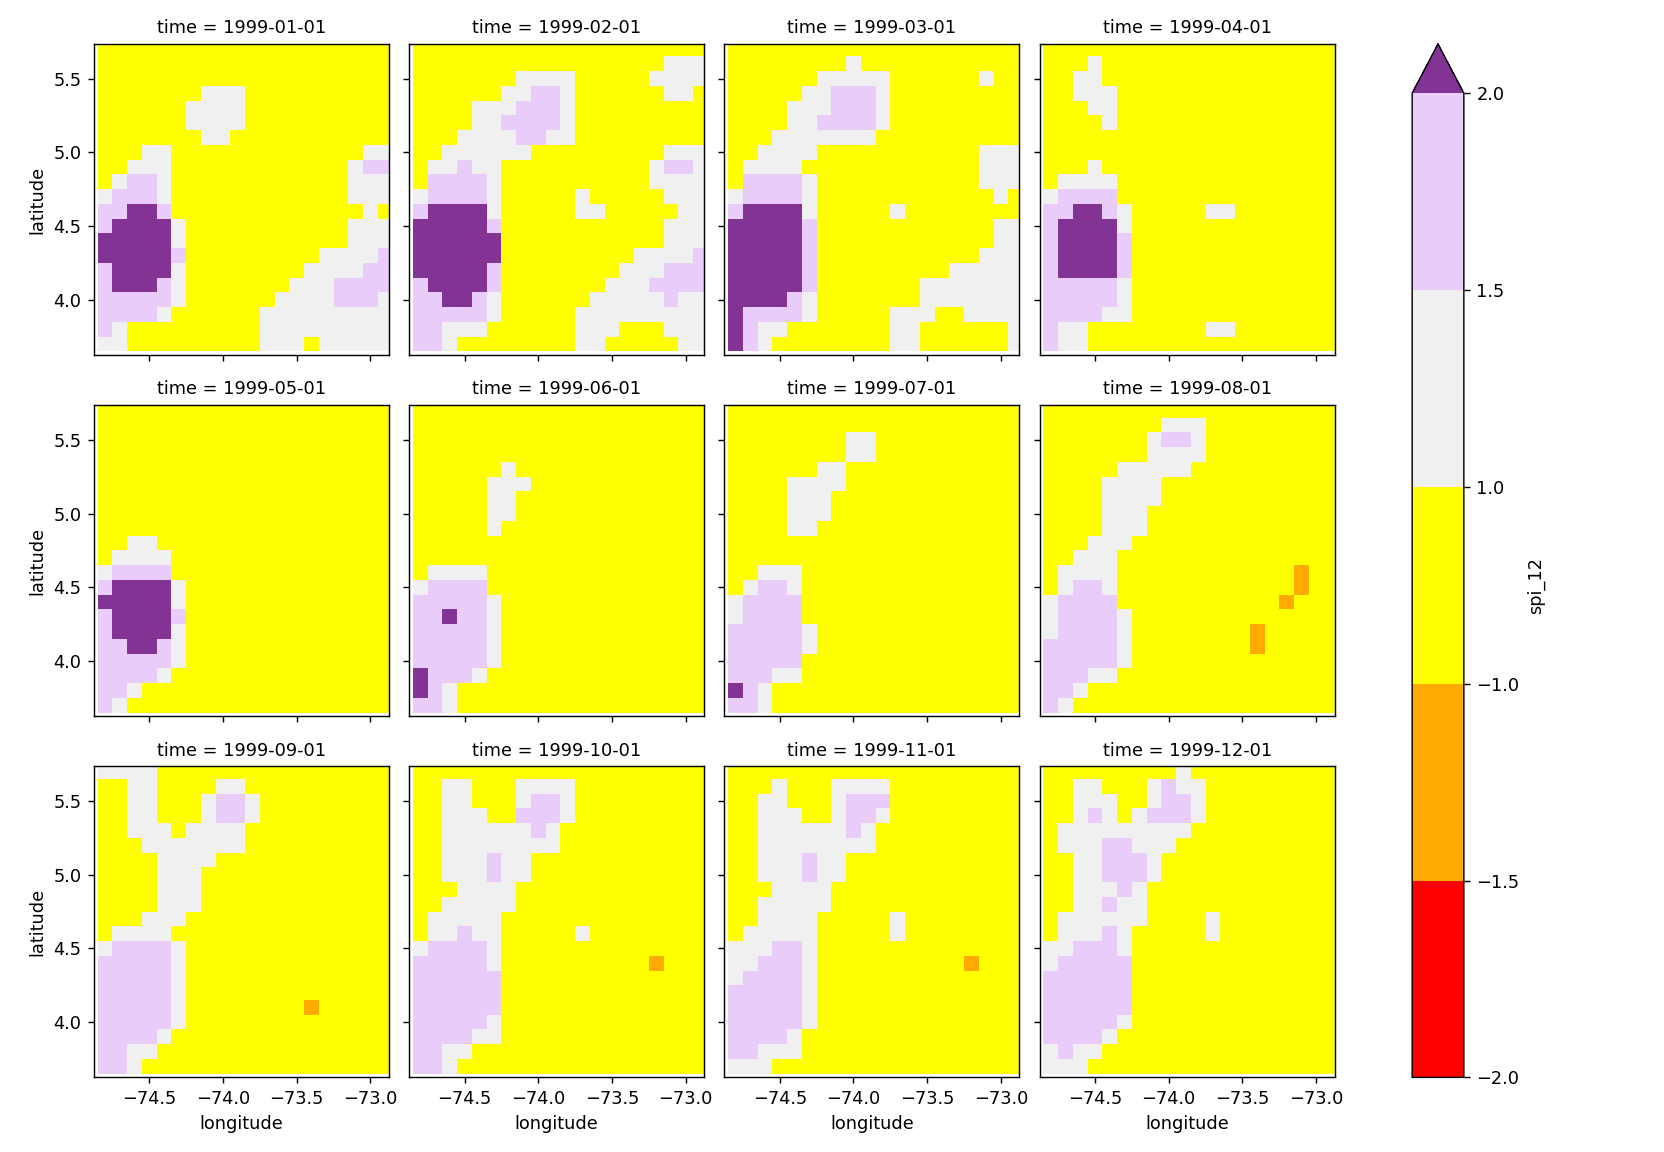 time = 1999-01-01
time = 1999-02-01
time = 1999-03-01
time = 1999-04-01
latitude
5.5
5.0
4.5
4.0
time = 1999-05-01
time = 1999-06-01
time = 1999-07-01
time = 1999-08-01
latitude
5.5
5.0
4.5
4.0
time = 1999-09-01
time = 1999-10-01
time = 1999-11-01
time = 1999-12-01
latitude
5.5
5.0
4.5
4.0
−74.5 −74.0 −73.5 −73.0
longitude
−74.5 −74.0 −73.5 −73.0
longitude
−74.5 −74.0 −73.5 −73.0
longitude
−74.5 −74.0 −73.5 −73.0
longitude
2.0
1.5
1.0
−1.0
−1.5
−2.0
spi_12